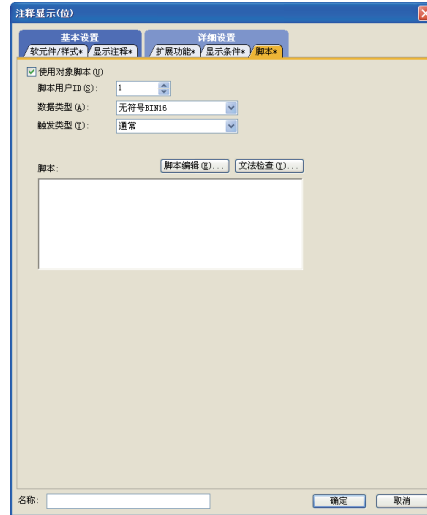 注释显示(位)
基本设置 详细设置
软元件/样式* 显示注释* 扩展功能* 显示条件* 脚本*
使用对象脚本(U)
脚本用户ID(S): 1
数据类型(A): 无符号BIN16
触发类型(T): 通常
脚本: 脚本编辑(E)... 文法检查(Y)...
名称: 确定 取消